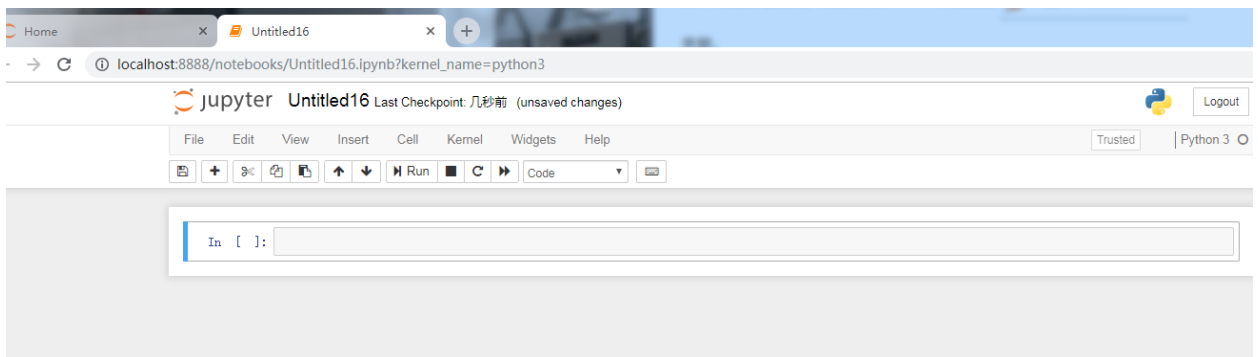 Home
Untitled16
localhost:8888/notebooks/Untitled16.ipynb?kernel_name=python3
jupyter Untitled16 Last Checkpoint: 几秒前 (unsaved changes)
Logout
File Edit View Insert Cell Kernel Widgets Help
Trusted Python 3
Run Code
In [ ]: